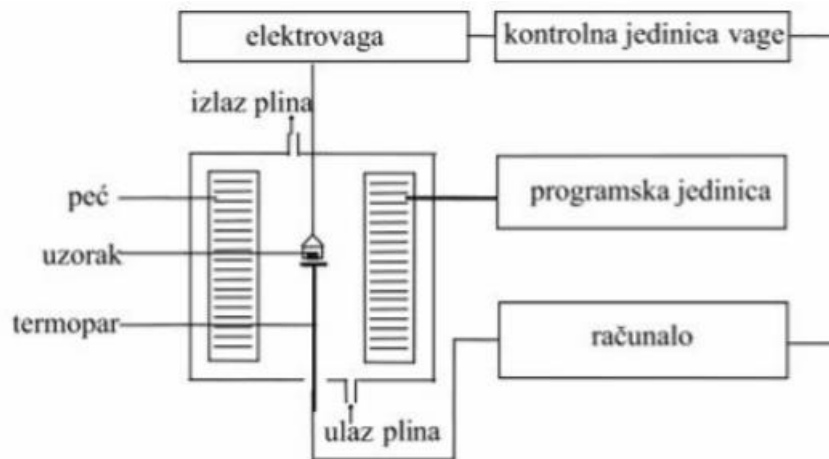 elektrovaga
kontrolna jedinica vage
izlaz plina
peć
programska jedinica
uzorak
termopar
računalo
ulaz plina